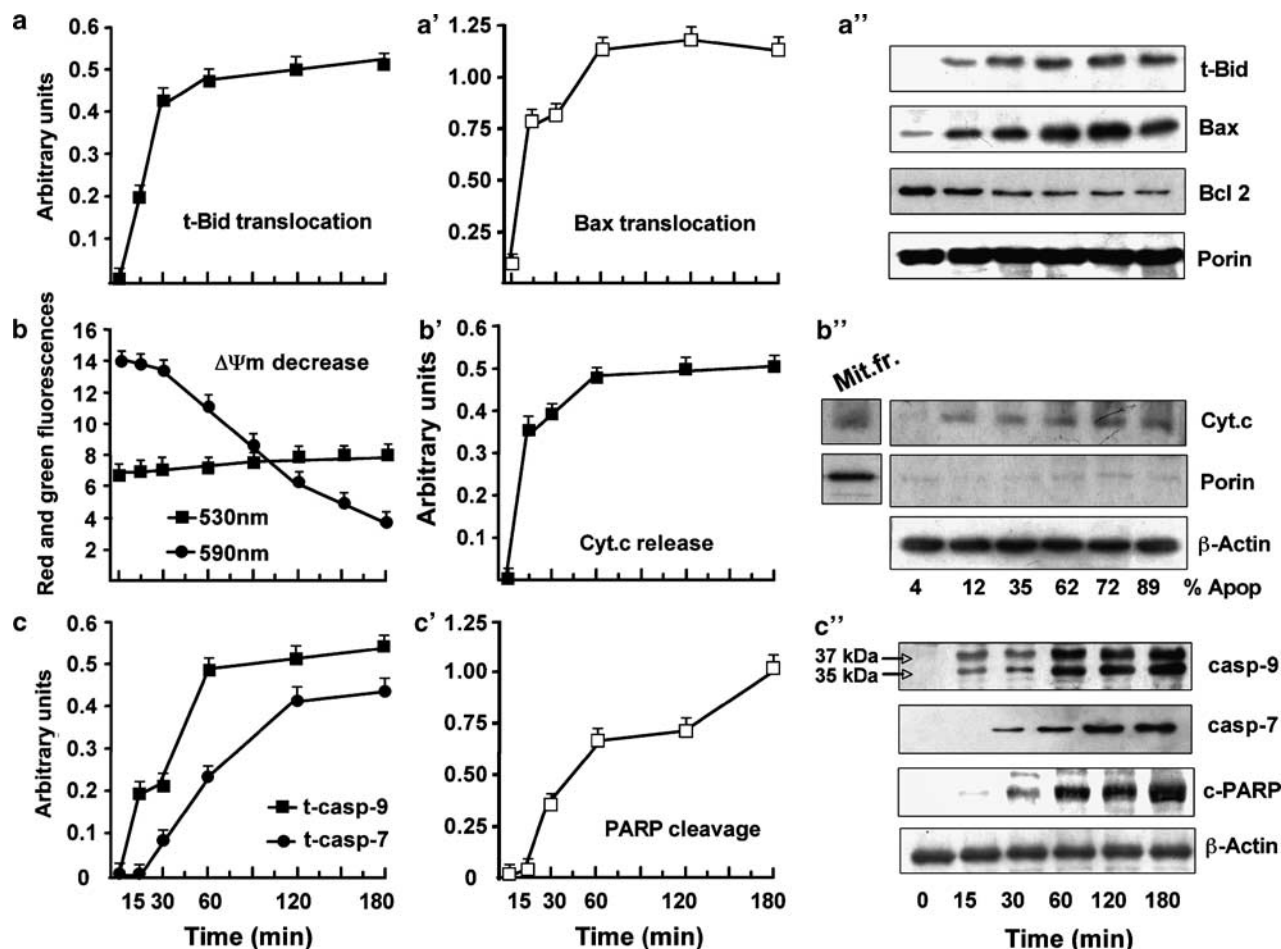 a
Arbitrary units
0.6
0.5
0.4
0.3
0.2
0.1
0
t-Bid translocation
a'
1.25
1.00
0.75
0.50
0.25
Bax translocation
a''
t-Bid
Bax
Bcl 2
Porin
b
Red and green fluorescences
16
14
12
10
8
6
4
2
ΔΨm decrease
530nm
590nm
b'
Arbitrary units
0.6
0.5
0.4
0.3
0.2
0.1
0
Cyt.c release
b''
Mit.fr.
Cyt.c
Porin
β-Actin
4 12 35 62 72 89 % Apop
c
Arbitrary units
0.6
0.5
0.4
0.3
0.2
0.1
0
t-casp-9
t-casp-7
15 30 60 120 180
Time (min)
c'
1.25
1.00
0.75
0.50
0.25
0
PARP cleavage
15 30 60 120 180
Time (min)
c''
37 kDa
35 kDa
casp-9
casp-7
c-PARP
β-Actin
0 15 30 60 120 180
Time (min)